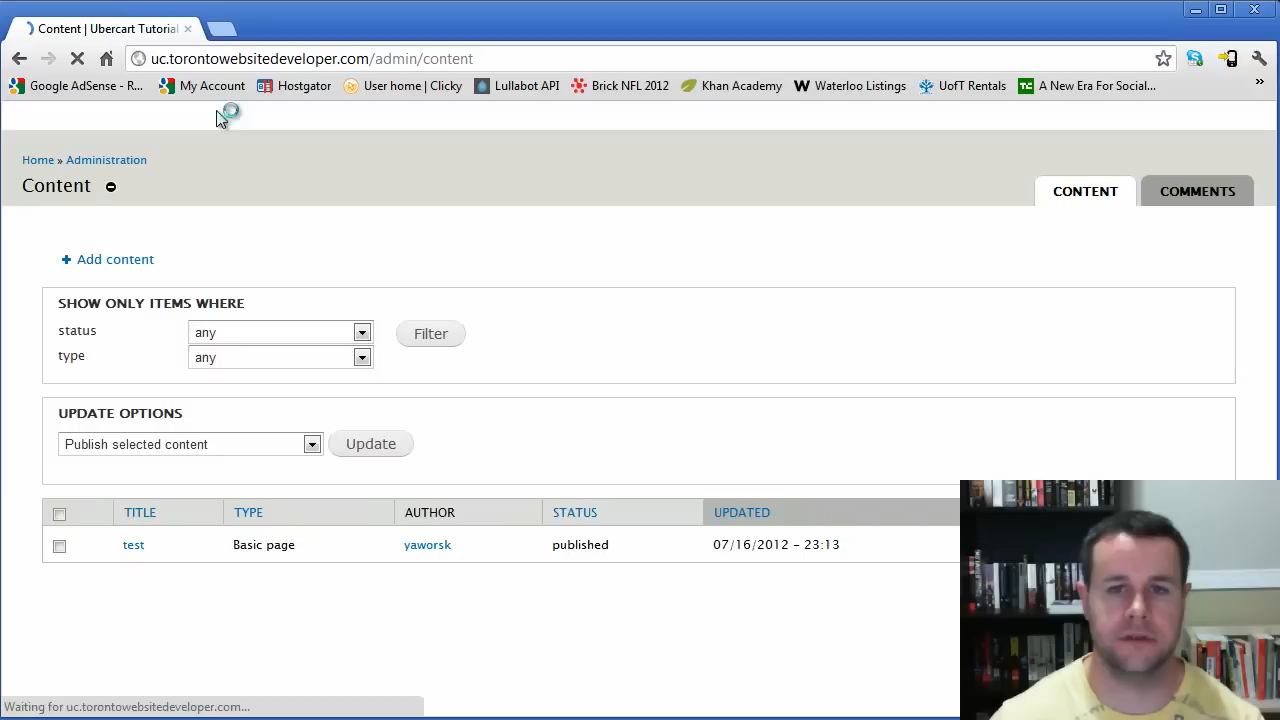 Content | Ubercart Tutorial
uc.torontowebsitedeveloper.com/admin/content
Google AdSense - R... My Account Hostga User home | Clicky Lullabot API Brick NFL 2012 Khan Academy Waterloo Listings UofT Rentals TC A New Era For Social... »
Home » Administration
Content
CONTENT COMMENTS
+ Add content
SHOW ONLY ITEMS WHERE
status any Filter
type any
UPDATE OPTIONS
Publish selected content Update
TITLE TYPE AUTHOR STATUS UPDATED
test Basic page yaworsk published 07/16/2012 - 23:13
Waiting for uc.torontowebsitedeveloper.com...